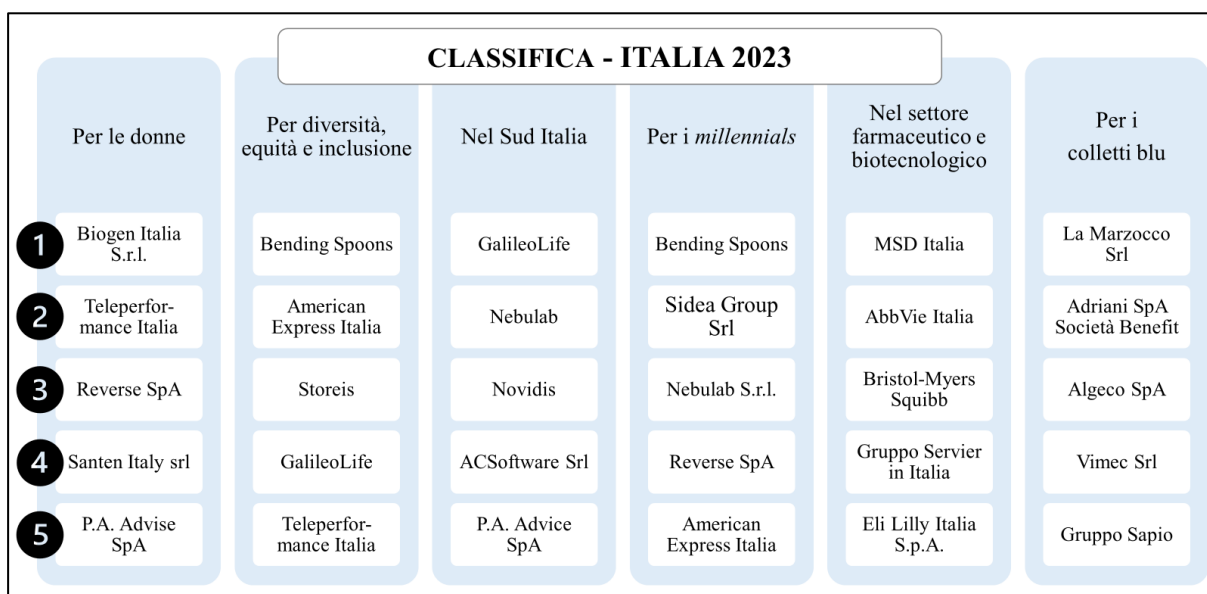 CLASSIFICA - ITALIA 2023
Per le donne
Per diversità,
equità e inclusione
Nel Sud Italia
Per i millennials
Nel settore
farmaceutico e
biotecnologico
Per i
colletti blu
1
Biogen Italia
S.r.l.
Bending Spoons
GalileoLife
Bending Spoons
MSD Italia
La Marzocco
Srl
2
Teleperfor-
mance Italia
American
Express Italia
Nebulab
Sidea Group
Srl
AbbVie Italia
Adriani SpA
Società Benefit
3
Reverse SpA
Storeis
Novidis
Nebulab S.r.l.
Bristol-Myers
Squibb
Algeco SpA
4
Santen Italy srl
GalileoLife
ACSoftware Srl
Reverse SpA
Gruppo Servier
in Italia
Vimec Srl
5
P.A. Advise
SpA
Teleperfor-
mance Italia
P.A. Advice
SpA
American
Express Italia
Eli Lilly Italia
S.p.A.
Gruppo Sapio